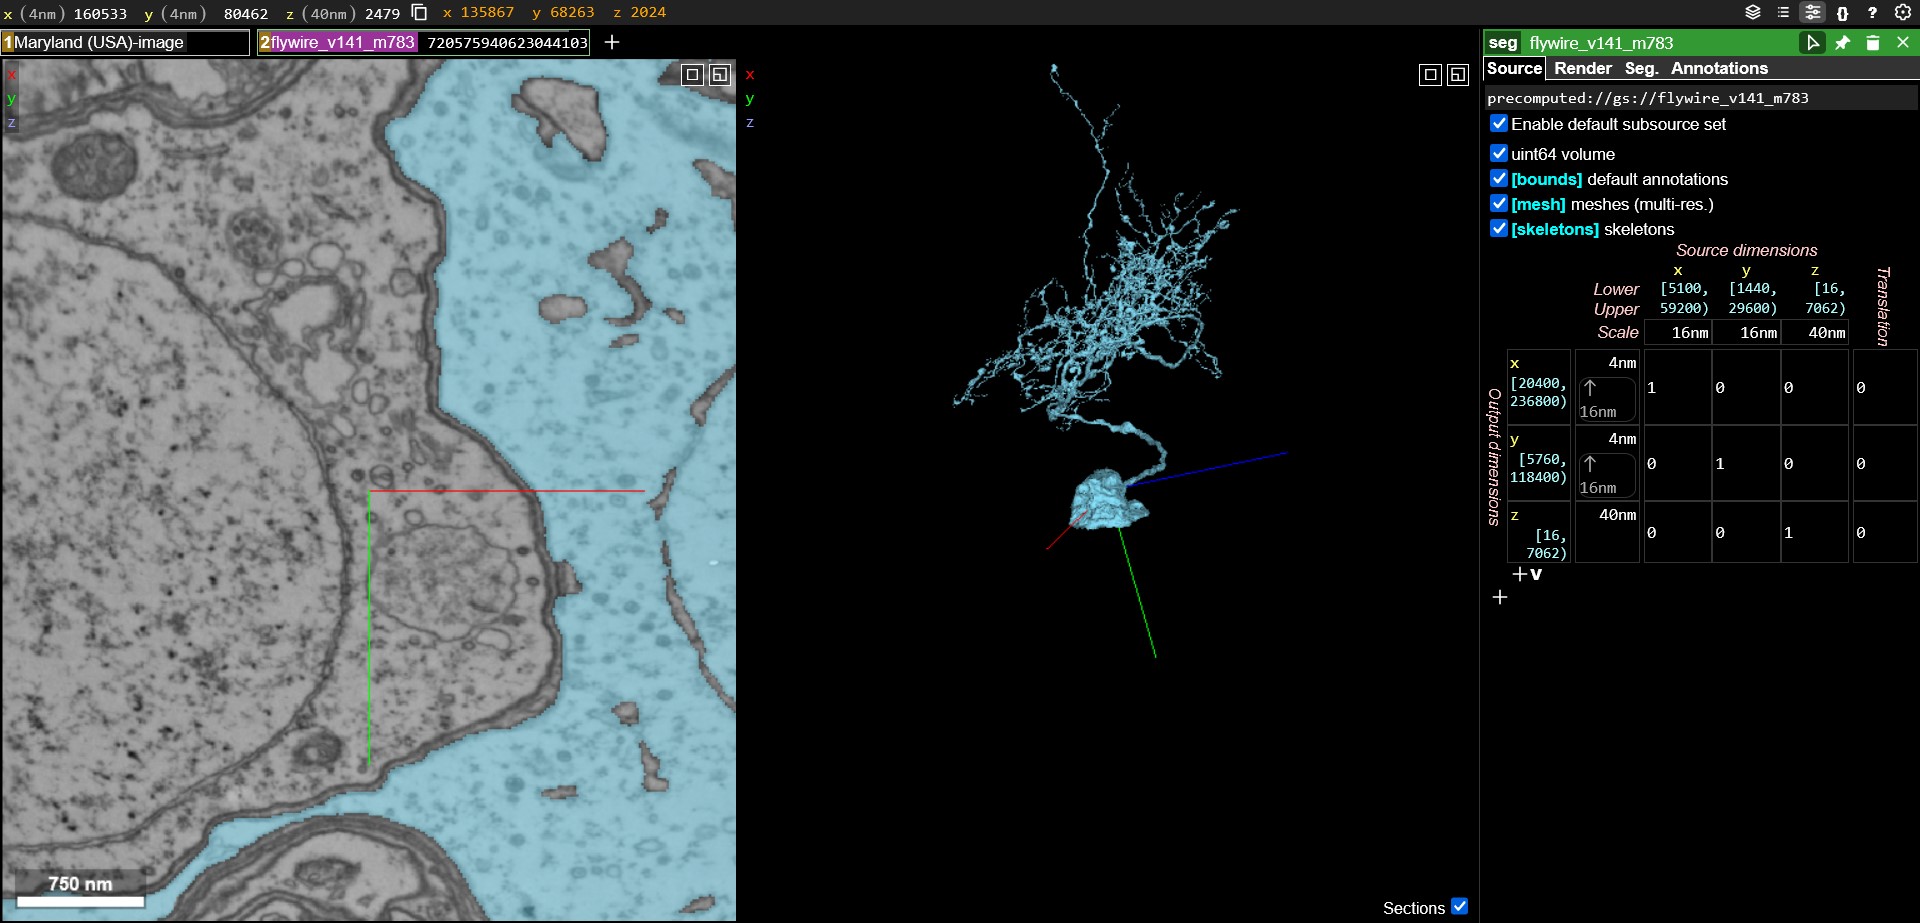 x (4nm) 160533 y (4nm) 80462 z (40nm) 2479 x 135867 y 68263 z 2024
1 Maryland (USA)-image
2 flywire_v141_m783 720575940623044103 +
x
y
z
750 nm
x
y
z
Sections
seg flywire_v141_m783
Source Render Seg. Annotations
precomputed://gs://flywire_v141_m783
Enable default subsource set
uint64 volume
[bounds] default annotations
[mesh] meshes (multi-res.)
[skeletons] skeletons
Source dimensions
x y z
Lower [5100, [1440, [16,
Upper 59200) 29600) 7062)
Scale 16nm 16nm 40nm
Translation
Output dimensions
x 4nm
[20400, 236800) ↑ 16nm 1 0 0 0
y 4nm
[5760, 118400) ↑ 16nm 0 1 0 0
z 40nm
[16, 7062) 0 0 1 0
+v
+